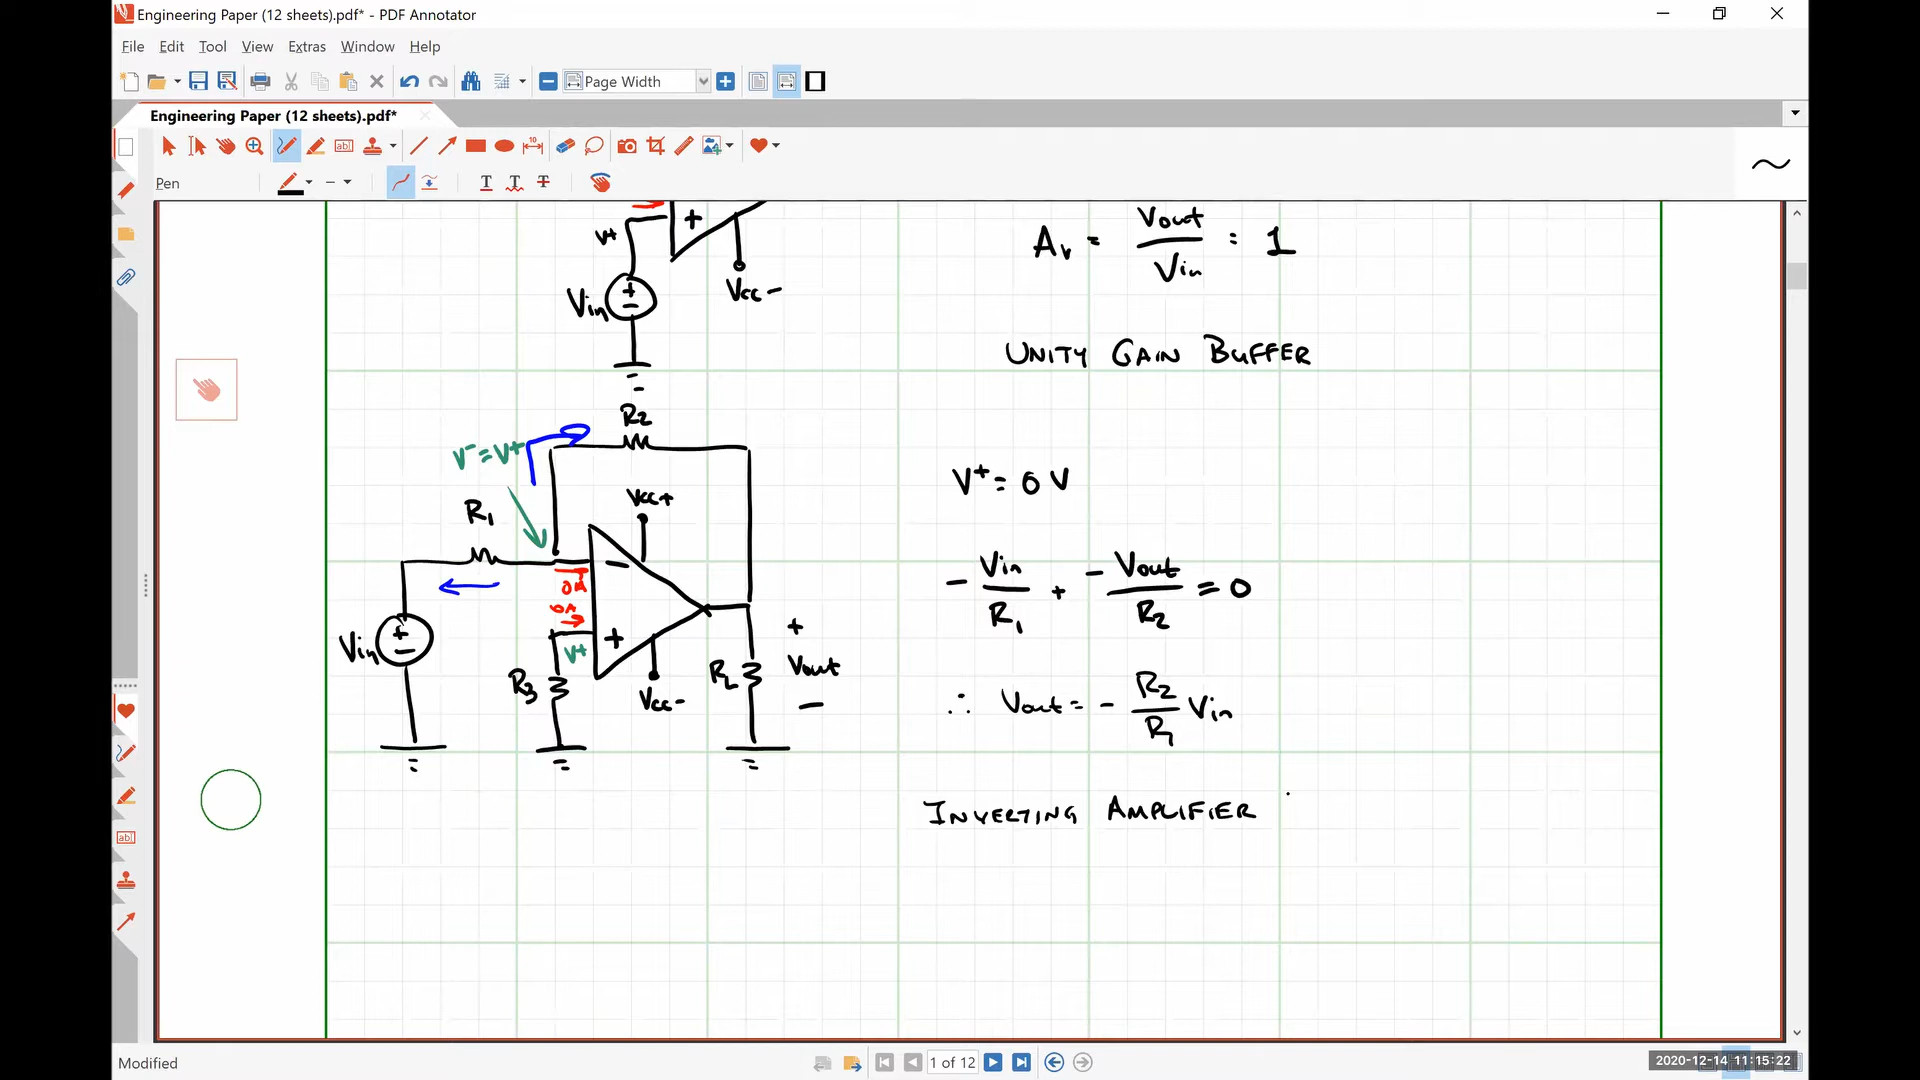 Engineering Paper (12 sheets).pdf* - PDF Annotator
File Edit Tool View Extras Window Help
Page Width
Engineering Paper (12 sheets).pdf*
Pen
Av = Vout / Vin = 1
V+
Vin
Vcc -
UNITY GAIN BUFFER
R2
V- = V+
V+ = 0 V
R1
Vcc+
- Vin / R1 + - Vout / R2 = 0
0A
0A
Vin
V+
R3
Vcc-
RL
+
Vout
-
∴ Vout = - R2 / R1 Vin
INVERTING AMPLIFIER
Modified
1 of 12
2020-12-14 11:15:22